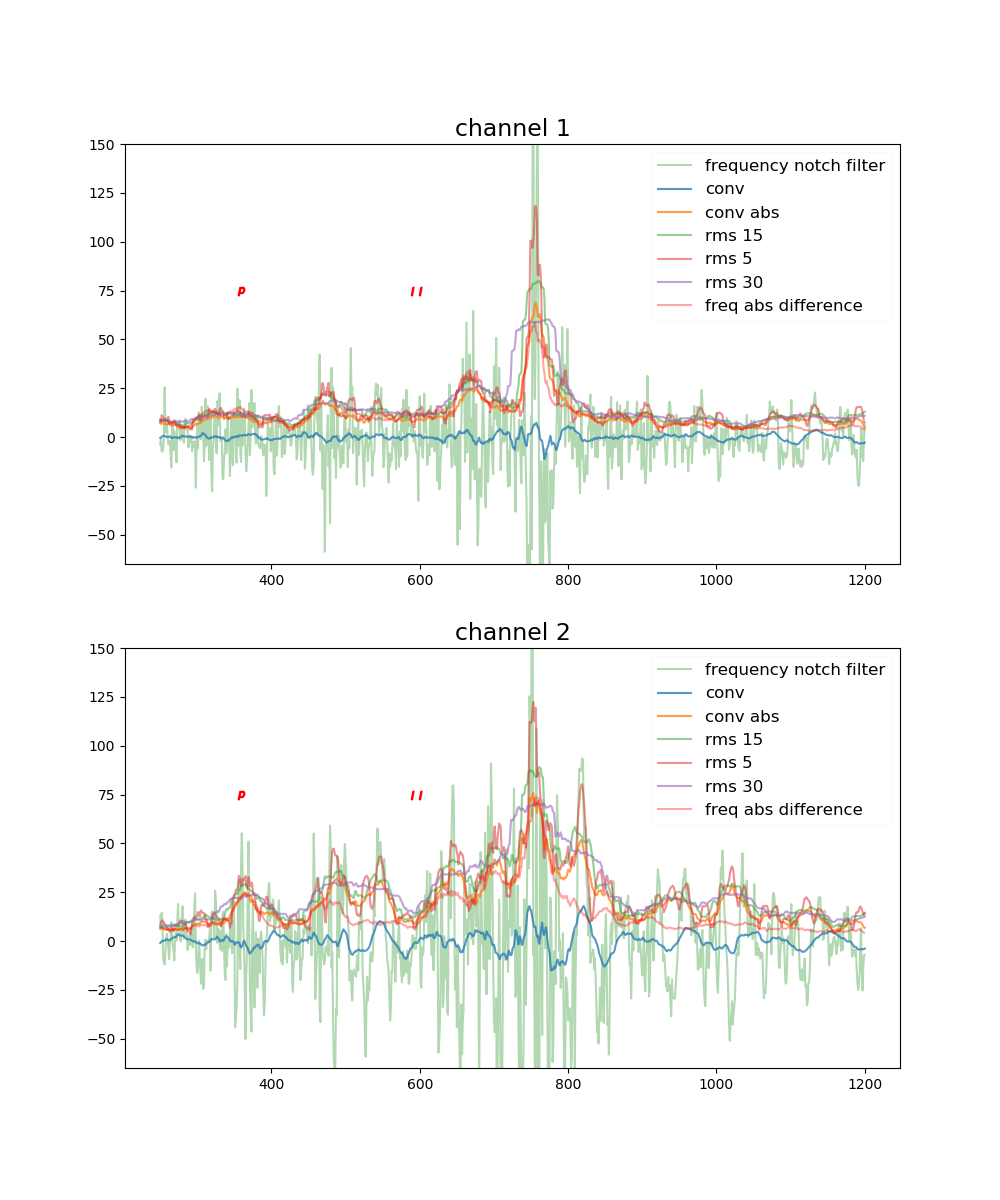 channel 1
150
125
100
75
50
25
0
−25
−50
400 600 800 1000 1200
frequency notch filter
conv
conv abs
rms 15
rms 5
rms 30
freq abs difference
P I I
channel 2
150
125
100
75
50
25
0
−25
−50
400 600 800 1000 1200
frequency notch filter
conv
conv abs
rms 15
rms 5
rms 30
freq abs difference
P I I